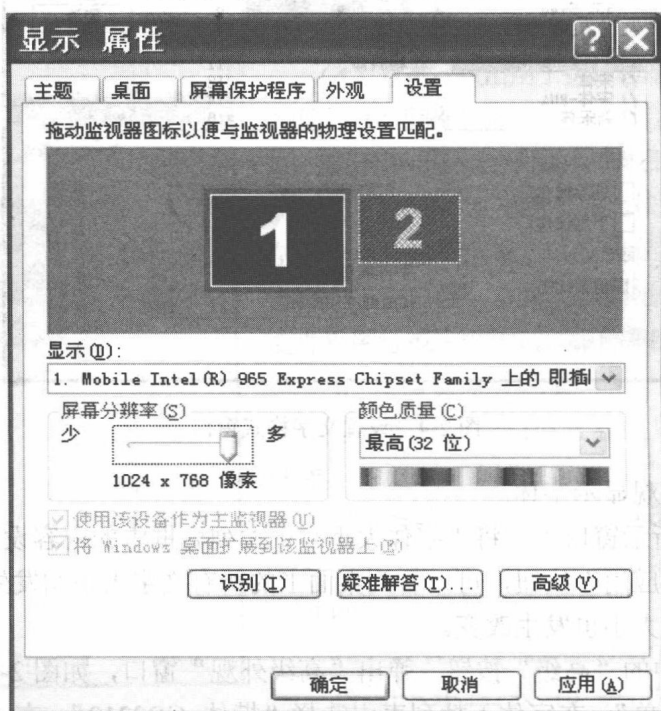 显示 属性
主题 桌面 屏幕保护程序 外观 设置
拖动监视器图标以便与监视器的物理设置匹配。
1 2
显示(D):
1. Mobile Intel(R) 965 Express Chipset Family 上的 即插
屏幕分辨率(S) 颜色质量(C)
少 多 最高(32 位)
1024 x 768 像素
使用该设备作为主监视器(U)
将 Windows 桌面扩展到该监视器上(E)
识别(I) 疑难解答(T)... 高级(V)
确定 取消 应用(A)